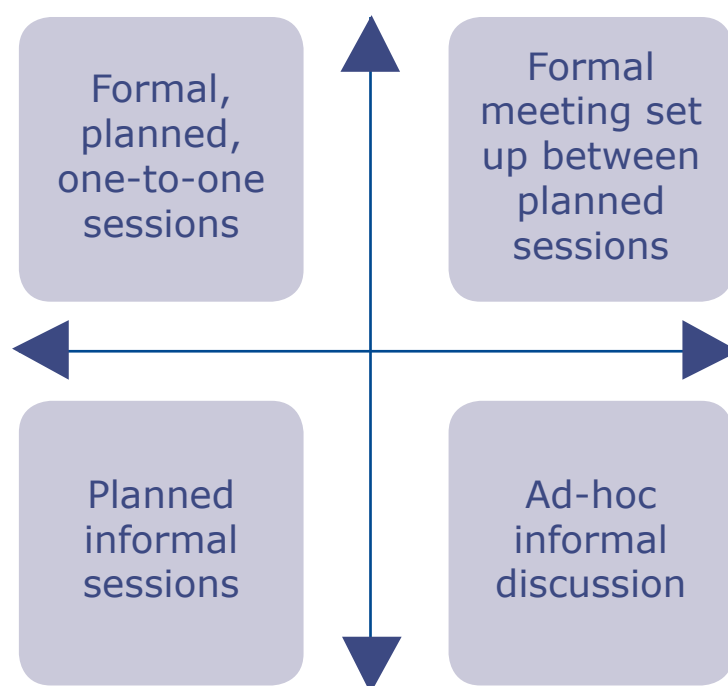 Formal,
planned,
one-to-one
sessions
Formal
meeting set
up between
planned
sessions
Planned
informal
sessions
Ad-hoc
informal
discussion